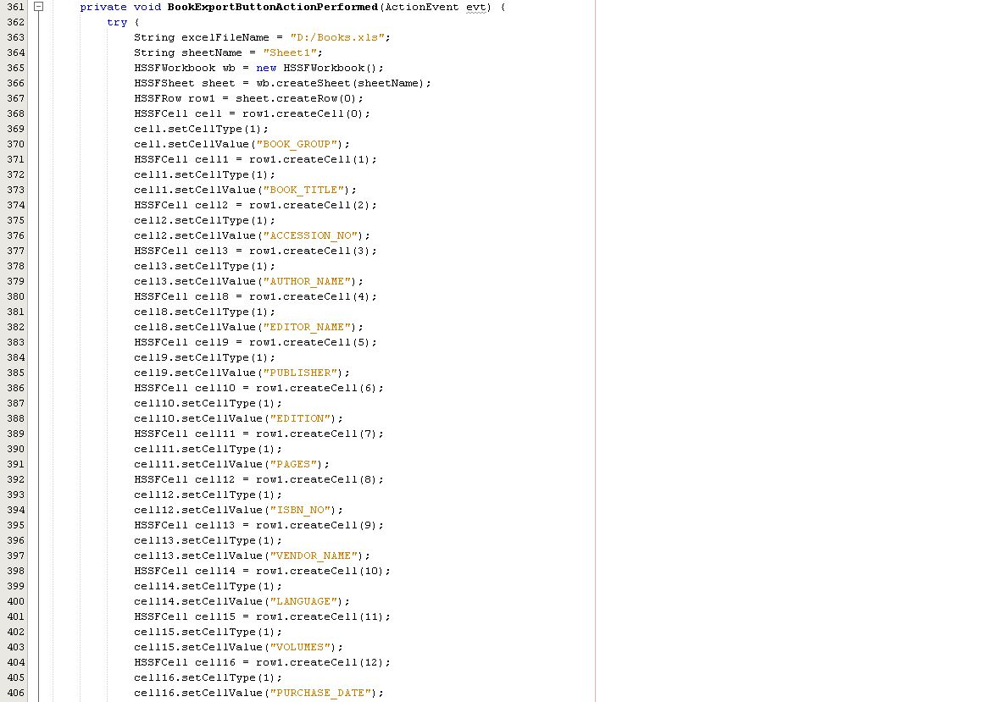 361 private void BookExportButtonActionPerformed(ActionEvent evt) {
362 try {
363 String excelFileName = "D:/Books.xls";
364 String sheetName = "Sheet1";
365 HSSFWorkbook wb = new HSSFWorkbook();
366 HSSFSheet sheet = wb.createSheet(sheetName);
367 HSSFRow row1 = sheet.createRow(0);
368 HSSFCell cell = row1.createCell(0);
369 cell.setCellType(1);
370 cell.setCellValue("BOOK_GROUP");
371 HSSFCell cell1 = row1.createCell(1);
372 cell1.setCellType(1);
373 cell1.setCellValue("BOOK_TITLE");
374 HSSFCell cell2 = row1.createCell(2);
375 cell2.setCellType(1);
376 cell2.setCellValue("ACCESSION_NO");
377 HSSFCell cell3 = row1.createCell(3);
378 cell3.setCellType(1);
379 cell3.setCellValue("AUTHOR_NAME");
380 HSSFCell cell8 = row1.createCell(4);
381 cell8.setCellType(1);
382 cell8.setCellValue("EDITOR_NAME");
383 HSSFCell cell9 = row1.createCell(5);
384 cell9.setCellType(1);
385 cell9.setCellValue("PUBLISHER");
386 HSSFCell cell10 = row1.createCell(6);
387 cell10.setCellType(1);
388 cell10.setCellValue("EDITION");
389 HSSFCell cell11 = row1.createCell(7);
390 cell11.setCellType(1);
391 cell11.setCellValue("PAGES");
392 HSSFCell cell12 = row1.createCell(8);
393 cell12.setCellType(1);
394 cell12.setCellValue("ISBN_NO");
395 HSSFCell cell13 = row1.createCell(9);
396 cell13.setCellType(1);
397 cell13.setCellValue("VENDOR_NAME");
398 HSSFCell cell14 = row1.createCell(10);
399 cell14.setCellType(1);
400 cell14.setCellValue("LANGUAGE");
401 HSSFCell cell15 = row1.createCell(11);
402 cell15.setCellType(1);
403 cell15.setCellValue("VOLUMES");
404 HSSFCell cell16 = row1.createCell(12);
405 cell16.setCellType(1);
406 cell16.setCellValue("PURCHASE_DATE");